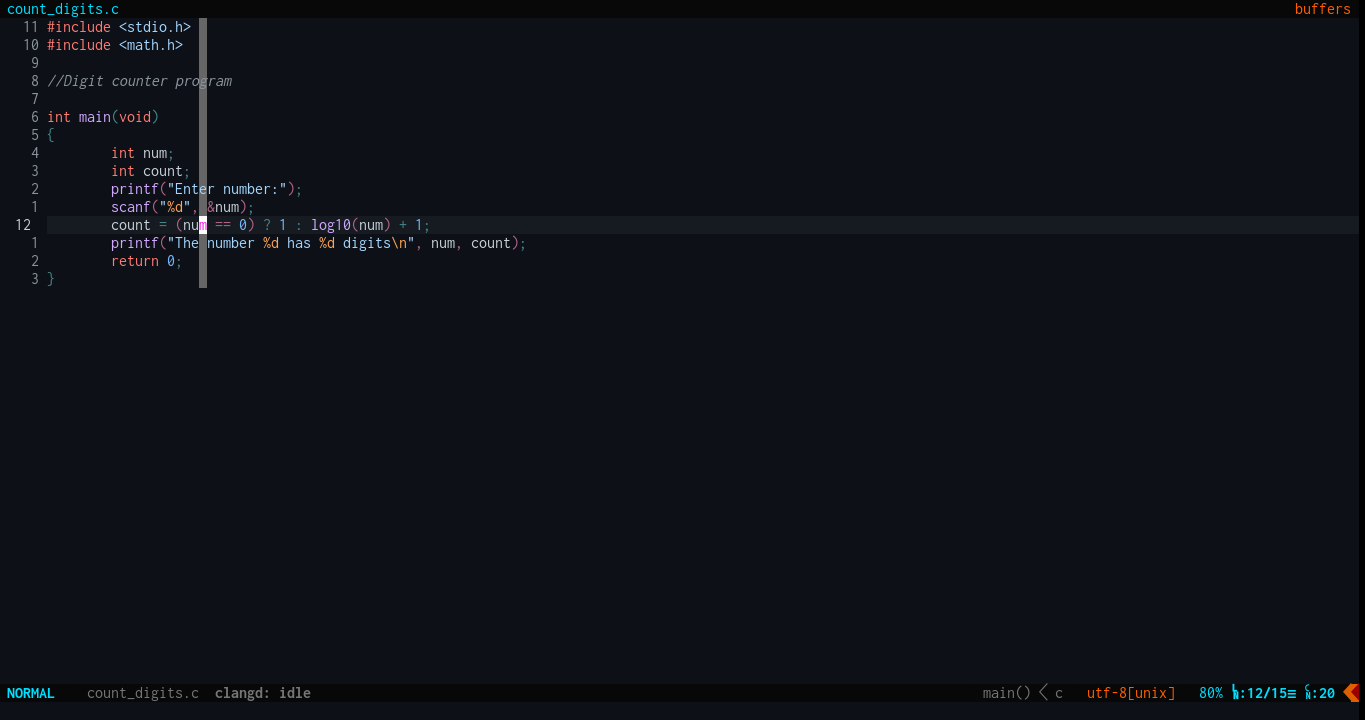 count_digits.c buffers
11 #include <stdio.h>
10 #include <math.h>
9
8 //Digit counter program
7
6 int main(void)
5 {
4         int num;
3         int count;
2         printf("Enter number:");
1         scanf("%d", &num);
12         count = (num == 0) ? 1 : log10(num) + 1;
1         printf("The number %d has %d digits\n", num, count);
2         return 0;
3 }
NORMAL count_digits.c clangd: idle main() c utf-8[unix] 80% :12/15 :20